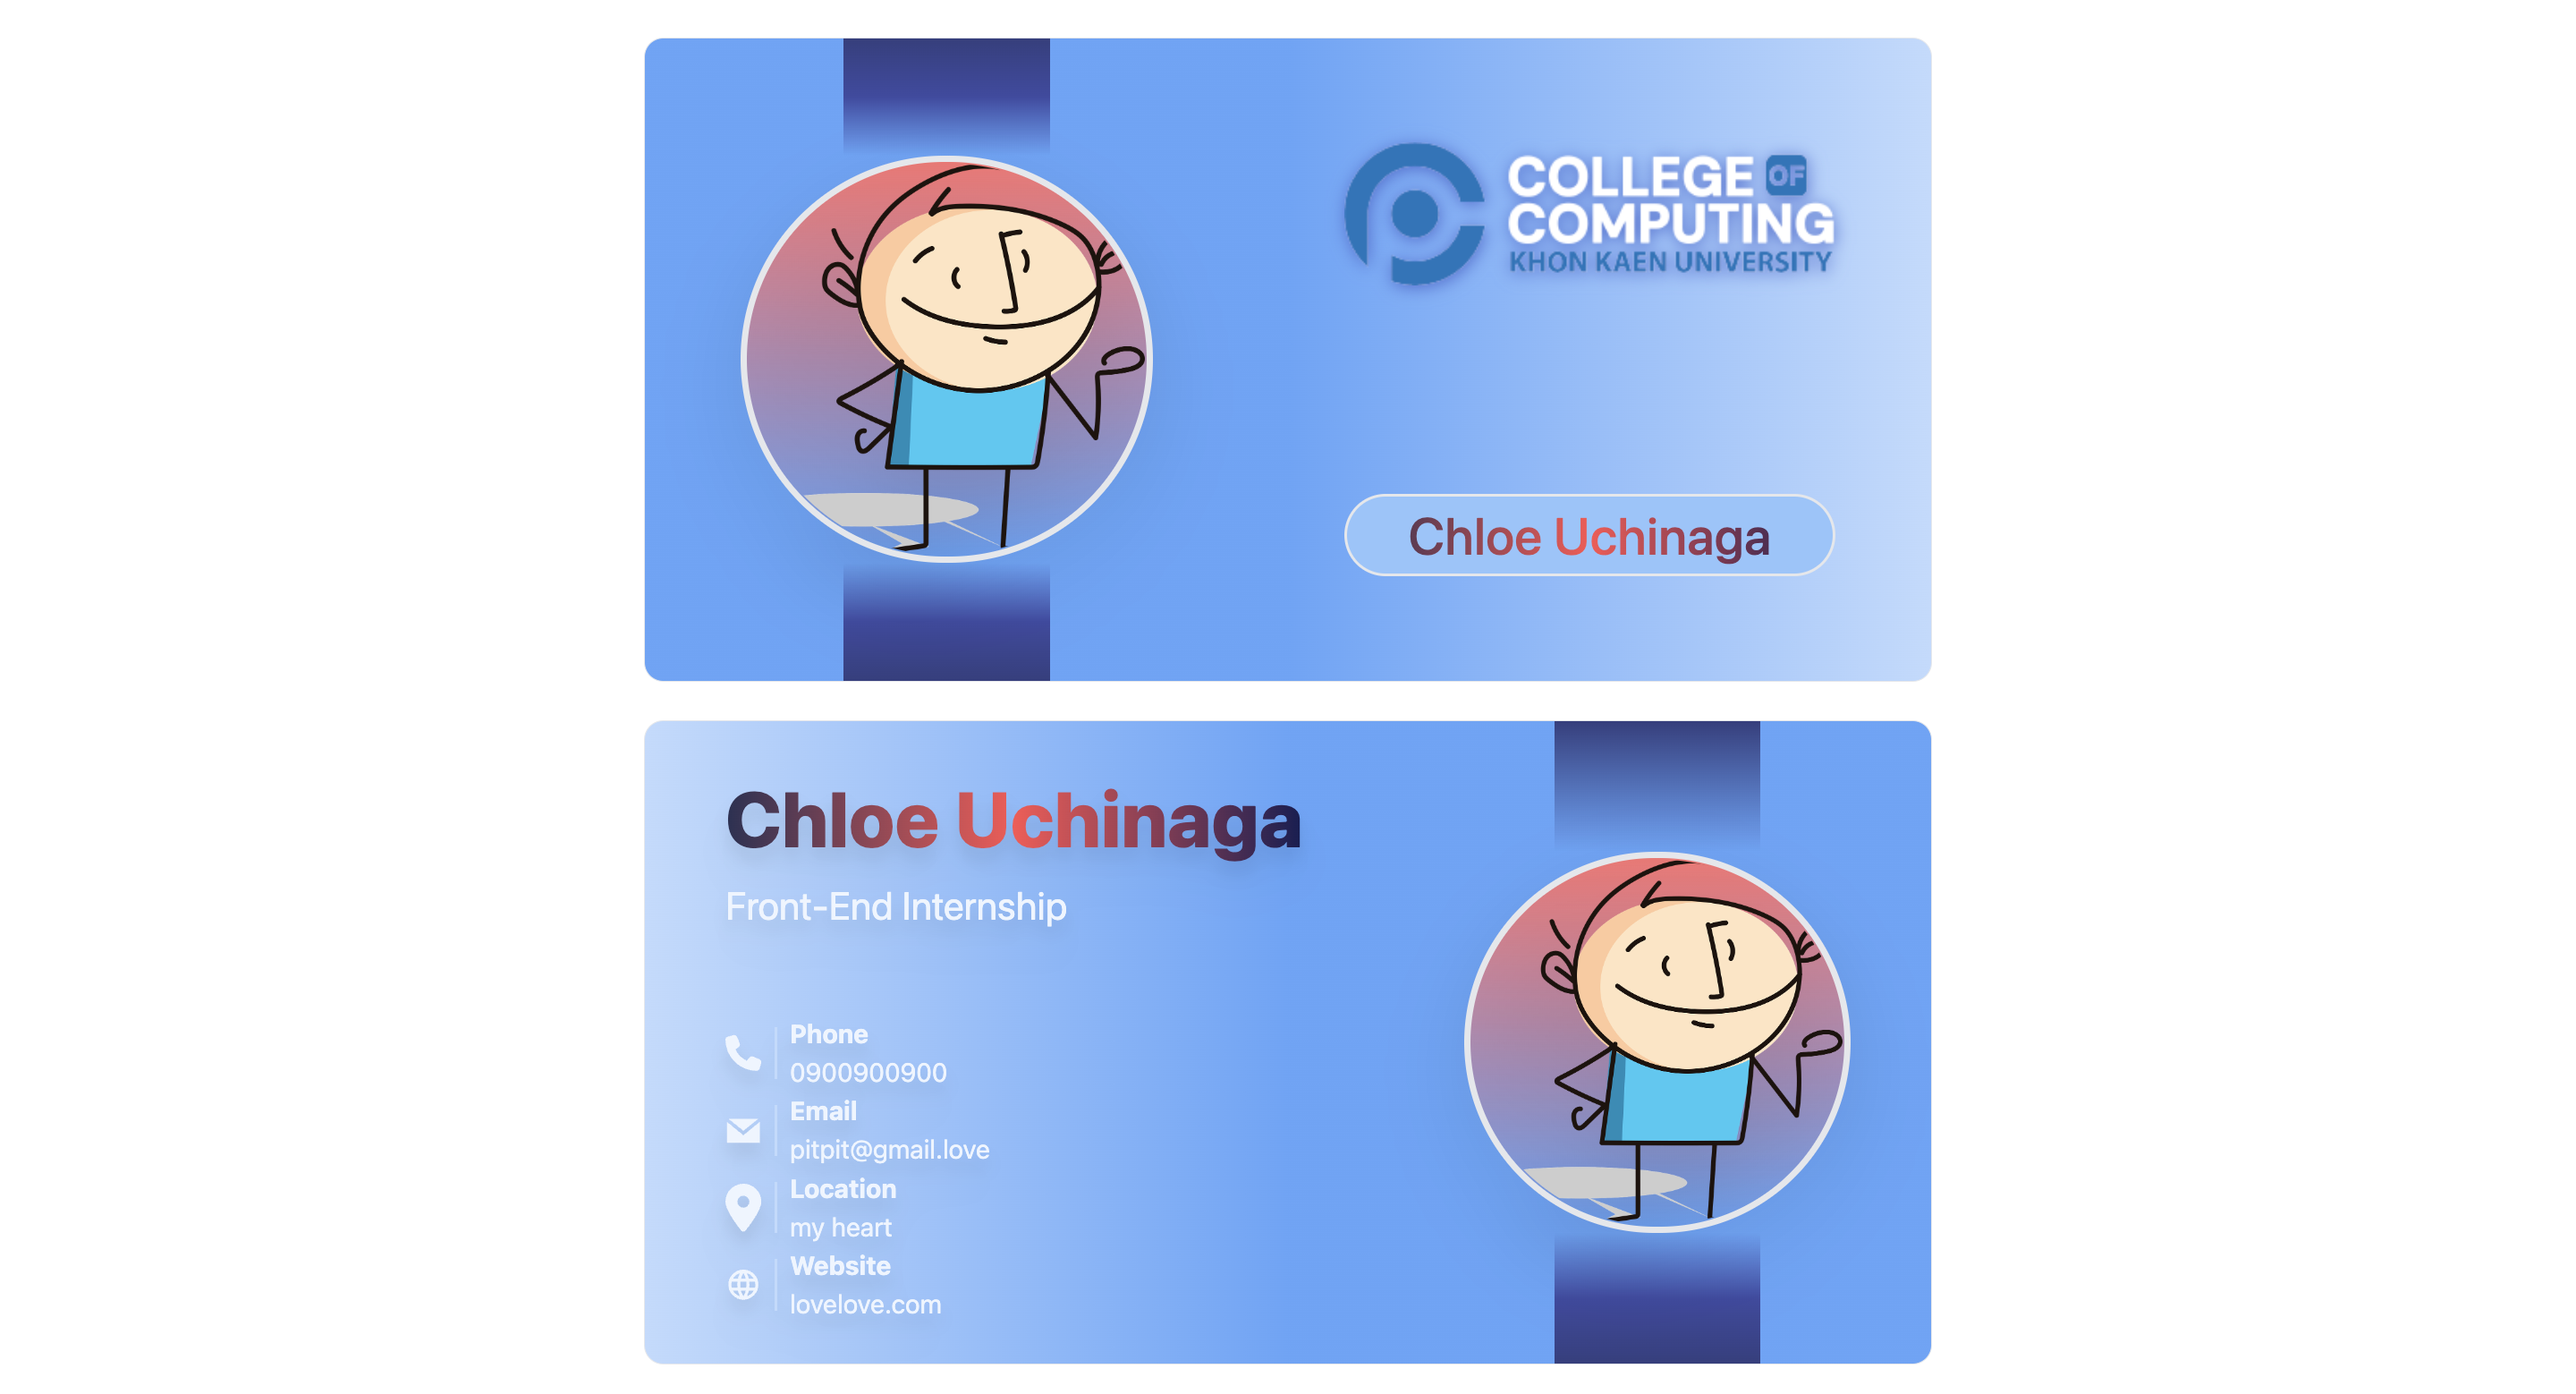 COLLEGE OF
COMPUTING
KHON KAEN UNIVERSITY
Chloe Uchinaga
Chloe Uchinaga
Front-End Internship
Phone
0900900900
Email
pitpit@gmail.love
Location
my heart
Website
lovelove.com